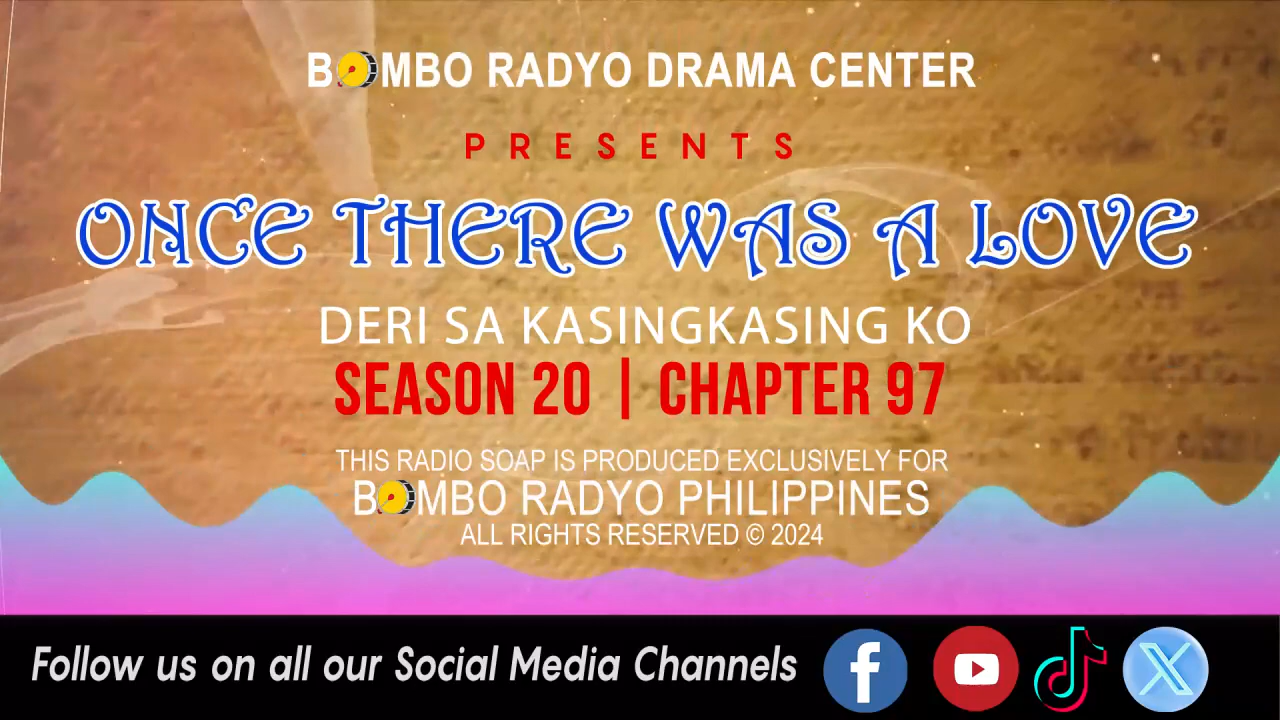 BOMBO RADYO DRAMA CENTER
PRESENTS
ONCE THERE WAS A LOVE
DERI SA KASINGKASING KO
SEASON 20 | CHAPTER 97
THIS RADIO SOAP IS PRODUCED EXCLUSIVELY FOR
BOMBO RADYO PHILIPPINES
ALL RIGHTS RESERVED © 2024
Follow us on all our Social Media Channels